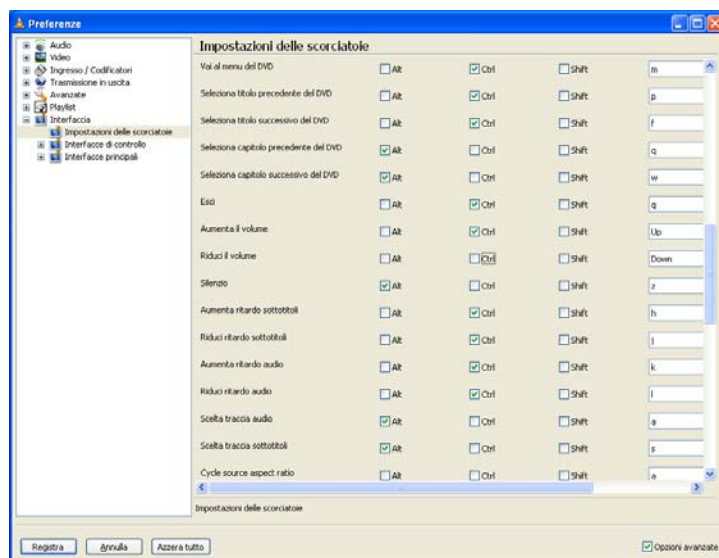 Preferenze
Audio
Video
Ingresso / Codificatori
Trasmissione in uscita
Avanzate
Playlist
Interfaccia
Impostazioni delle scorciatoie
Interfacce di controllo
Interfacce principali
Impostazioni delle scorciatoie
Vai al menu del DVD Alt Ctrl Shift m
Seleziona titolo precedente del DVD Alt Ctrl Shift p
Seleziona titolo successivo del DVD Alt Ctrl Shift f
Seleziona capitolo precedente del DVD Alt Ctrl Shift q
Seleziona capitolo successivo del DVD Alt Ctrl Shift w
Esci Alt Ctrl Shift q
Aumenta il volume Alt Ctrl Shift Up
Riduci il volume Alt Ctrl Shift Down
Silenzio Alt Ctrl Shift z
Aumenta ritardo sottotitoli Alt Ctrl Shift h
Riduci ritardo sottotitoli Alt Ctrl Shift j
Aumenta ritardo audio Alt Ctrl Shift k
Riduci ritardo audio Alt Ctrl Shift l
Scelta traccia audio Alt Ctrl Shift a
Scelta traccia sottotitoli Alt Ctrl Shift s
Cycle source aspect ratio Alt Ctrl Shift a
Impostazioni delle scorciatoie
Registra Annulla Azzera tutto Opzioni avanzate